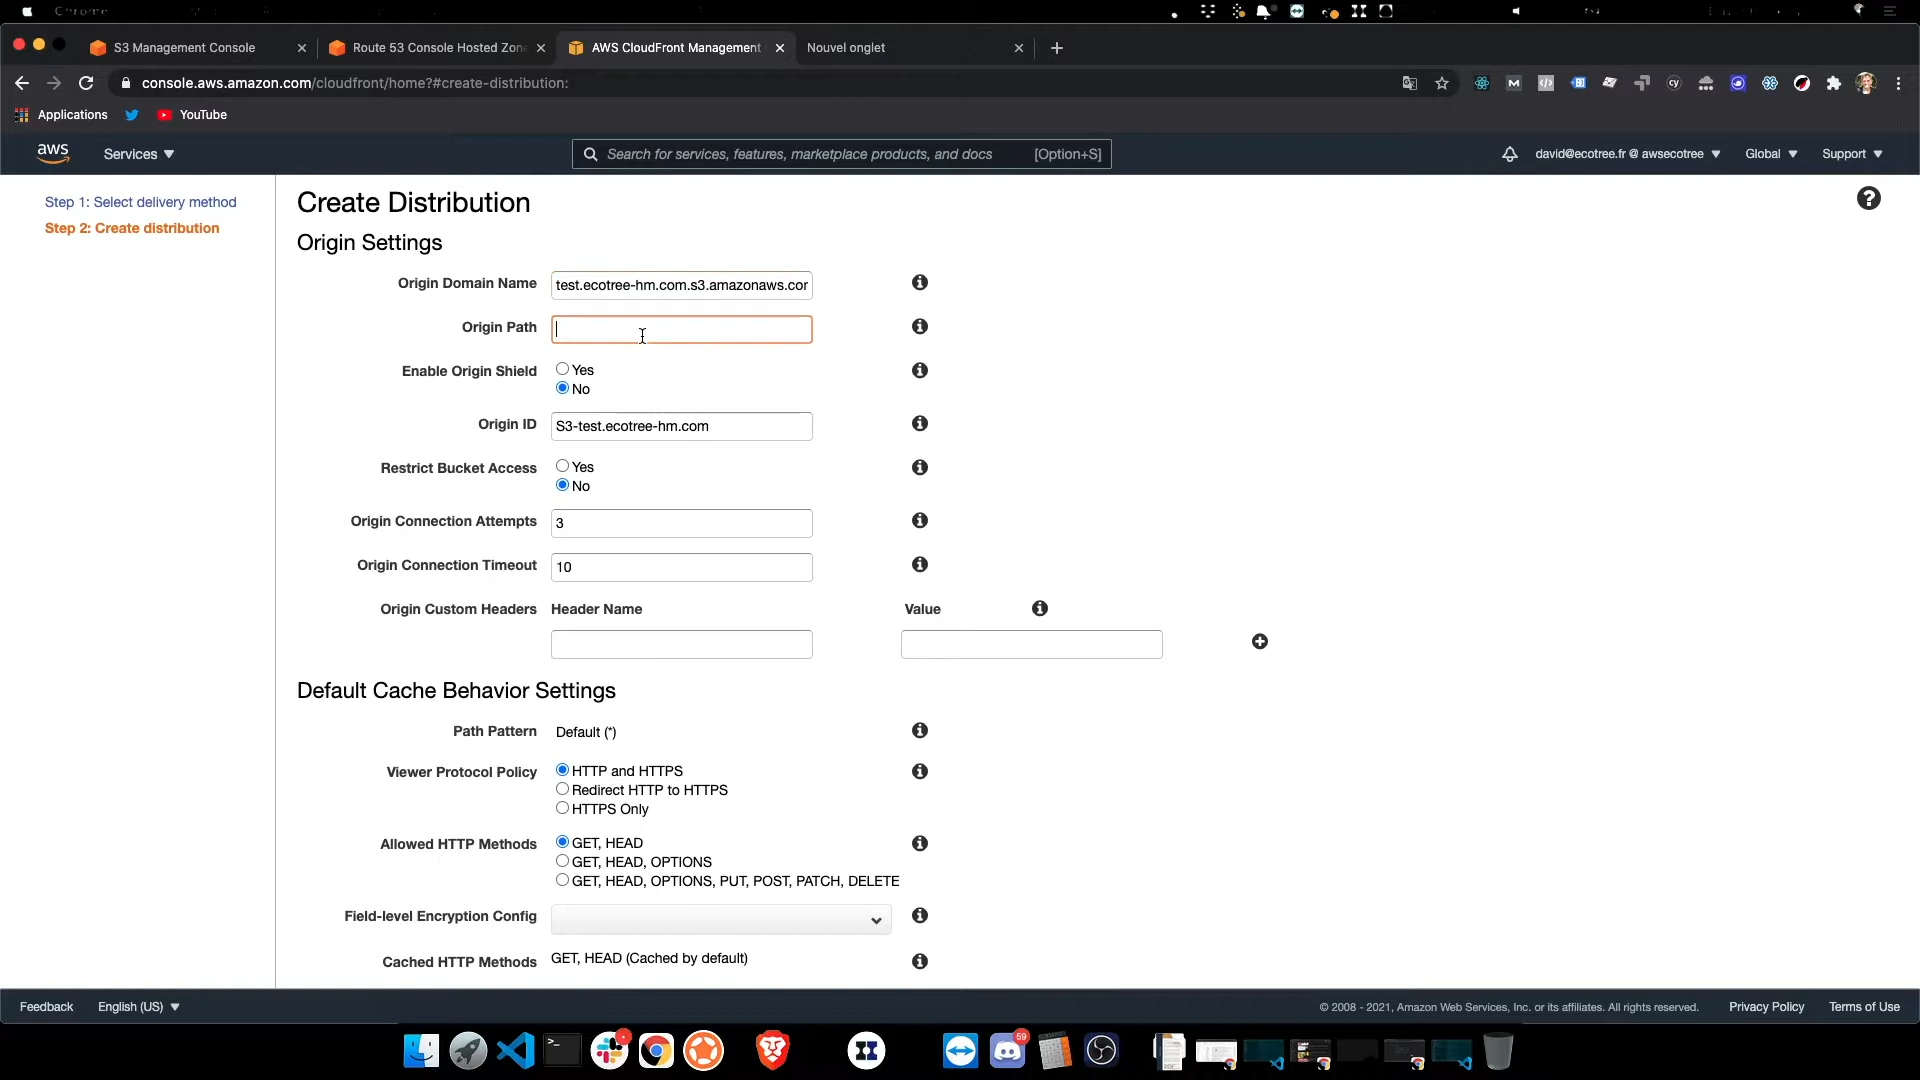 Chrome
S3 Management Console
Route 53 Console Hosted Zon
AWS CloudFront Management
Nouvel onglet
console.aws.amazon.com/cloudfront/home?#create-distribution:
Applications
YouTube
aws
Services
Search for services, features, marketplace products, and docs
[Option+S]
david@ecotree.fr @ awsecotree
Global
Support
Step 1: Select delivery method
Step 2: Create distribution
Create Distribution
Origin Settings
Origin Domain Name
test.ecotree-hm.com.s3.amazonaws.cor
Origin Path
Enable Origin Shield
Yes
No
Origin ID
S3-test.ecotree-hm.com
Restrict Bucket Access
Yes
No
Origin Connection Attempts
3
Origin Connection Timeout
10
Origin Custom Headers
Header Name
Value
Default Cache Behavior Settings
Path Pattern
Default (*)
Viewer Protocol Policy
HTTP and HTTPS
Redirect HTTP to HTTPS
HTTPS Only
Allowed HTTP Methods
GET, HEAD
GET, HEAD, OPTIONS
GET, HEAD, OPTIONS, PUT, POST, PATCH, DELETE
Field-level Encryption Config
Cached HTTP Methods
GET, HEAD (Cached by default)
Feedback
English (US)
© 2008 - 2021, Amazon Web Services, Inc. or its affiliates. All rights reserved.
Privacy Policy
Terms of Use
59